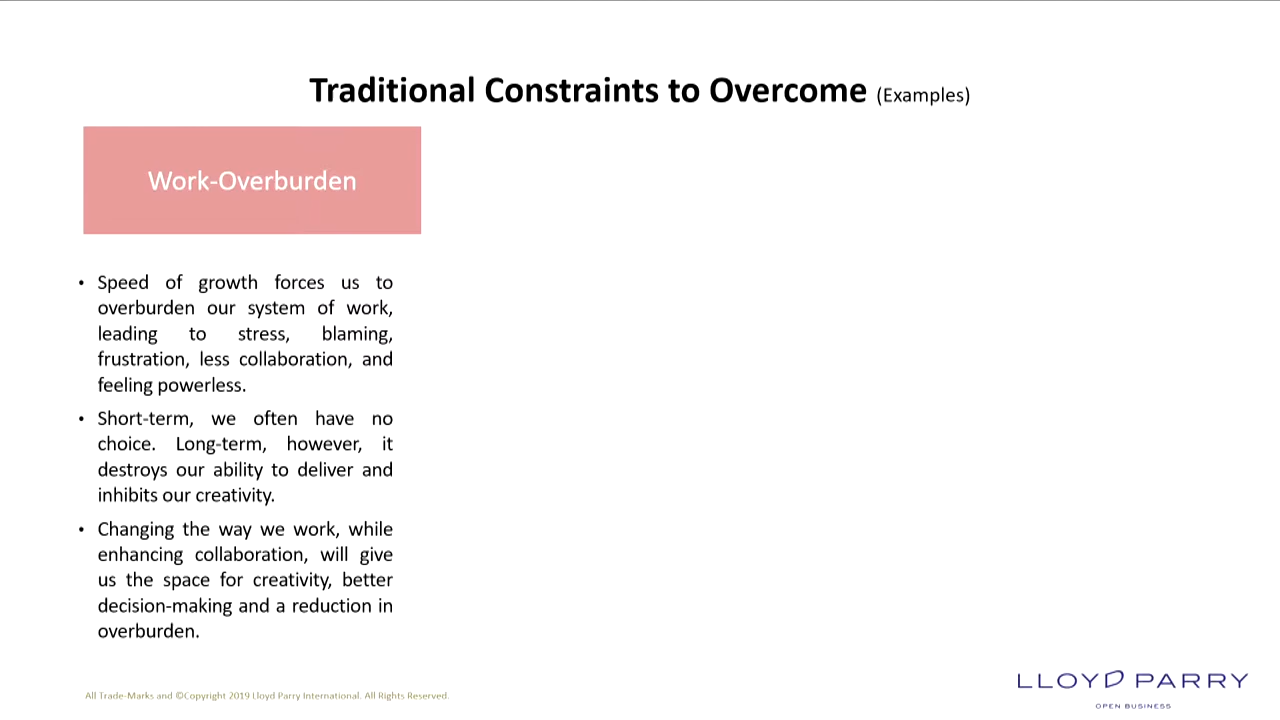 Traditional Constraints to Overcome (Examples)
Work-Overburden
• Speed of growth forces us to
overburden our system of work,
leading to stress, blaming,
frustration, less collaboration, and
feeling powerless.
• Short-term, we often have no
choice. Long-term, however, it
destroys our ability to deliver and
inhibits our creativity.
• Changing the way we work, while
enhancing collaboration, will give
us the space for creativity, better
decision-making and a reduction in
overburden.
All Trade-Marks and ©Copyright 2019 Lloyd Parry International. All Rights Reserved.
LLOYD PARRY
OPEN BUSINESS